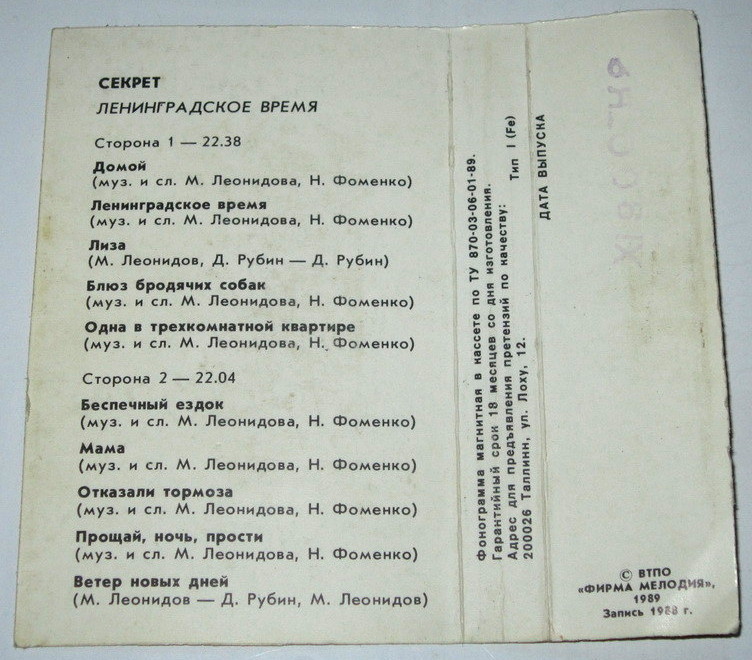 СЕКРЕТ
ЛЕНИНГРАДСКОЕ ВРЕМЯ
Сторона 1 — 22.38
Домой
(муз. и сл. М. Леонидова, Н. Фоменко)
Ленинградское время
(муз. и сл. М. Леонидова, Н. Фоменко)
Лиза
(М. Леонидов, Д. Рубин — Д. Рубин)
Блюз бродячих собак
(муз. и сл. М. Леонидова, Н. Фоменко)
Одна в трехкомнатной квартире
(муз. и сл. М. Леонидова, Н. Фоменко)
Сторона 2 — 22.04
Беспечный ездок
(муз. и сл. М. Леонидова, Н. Фоменко)
Мама
(муз. и сл. М. Леонидова, Н. Фоменко)
Отказали тормоза
(муз. и сл. М. Леонидова, Н. Фоменко)
Прощай, ночь, прости
(муз. и сл. М. Леонидова, Н. Фоменко)
Ветер новых дней
(М. Леонидов — Д. Рубин, М. Леонидов)
Фонограмма магнитная в кассете по ТУ 870-03-06-01-89.
Гарантийный срок 18 месяцев со дня изготовления.
Адрес для предъявления претензий по качеству: Тип I (Fe)
200026 Таллинн, ул. Лоху, 12.
ДАТА ВЫПУСКА
© ВТПО
«ФИРМА МЕЛОДИЯ»,
1989
Запись 1988 г.